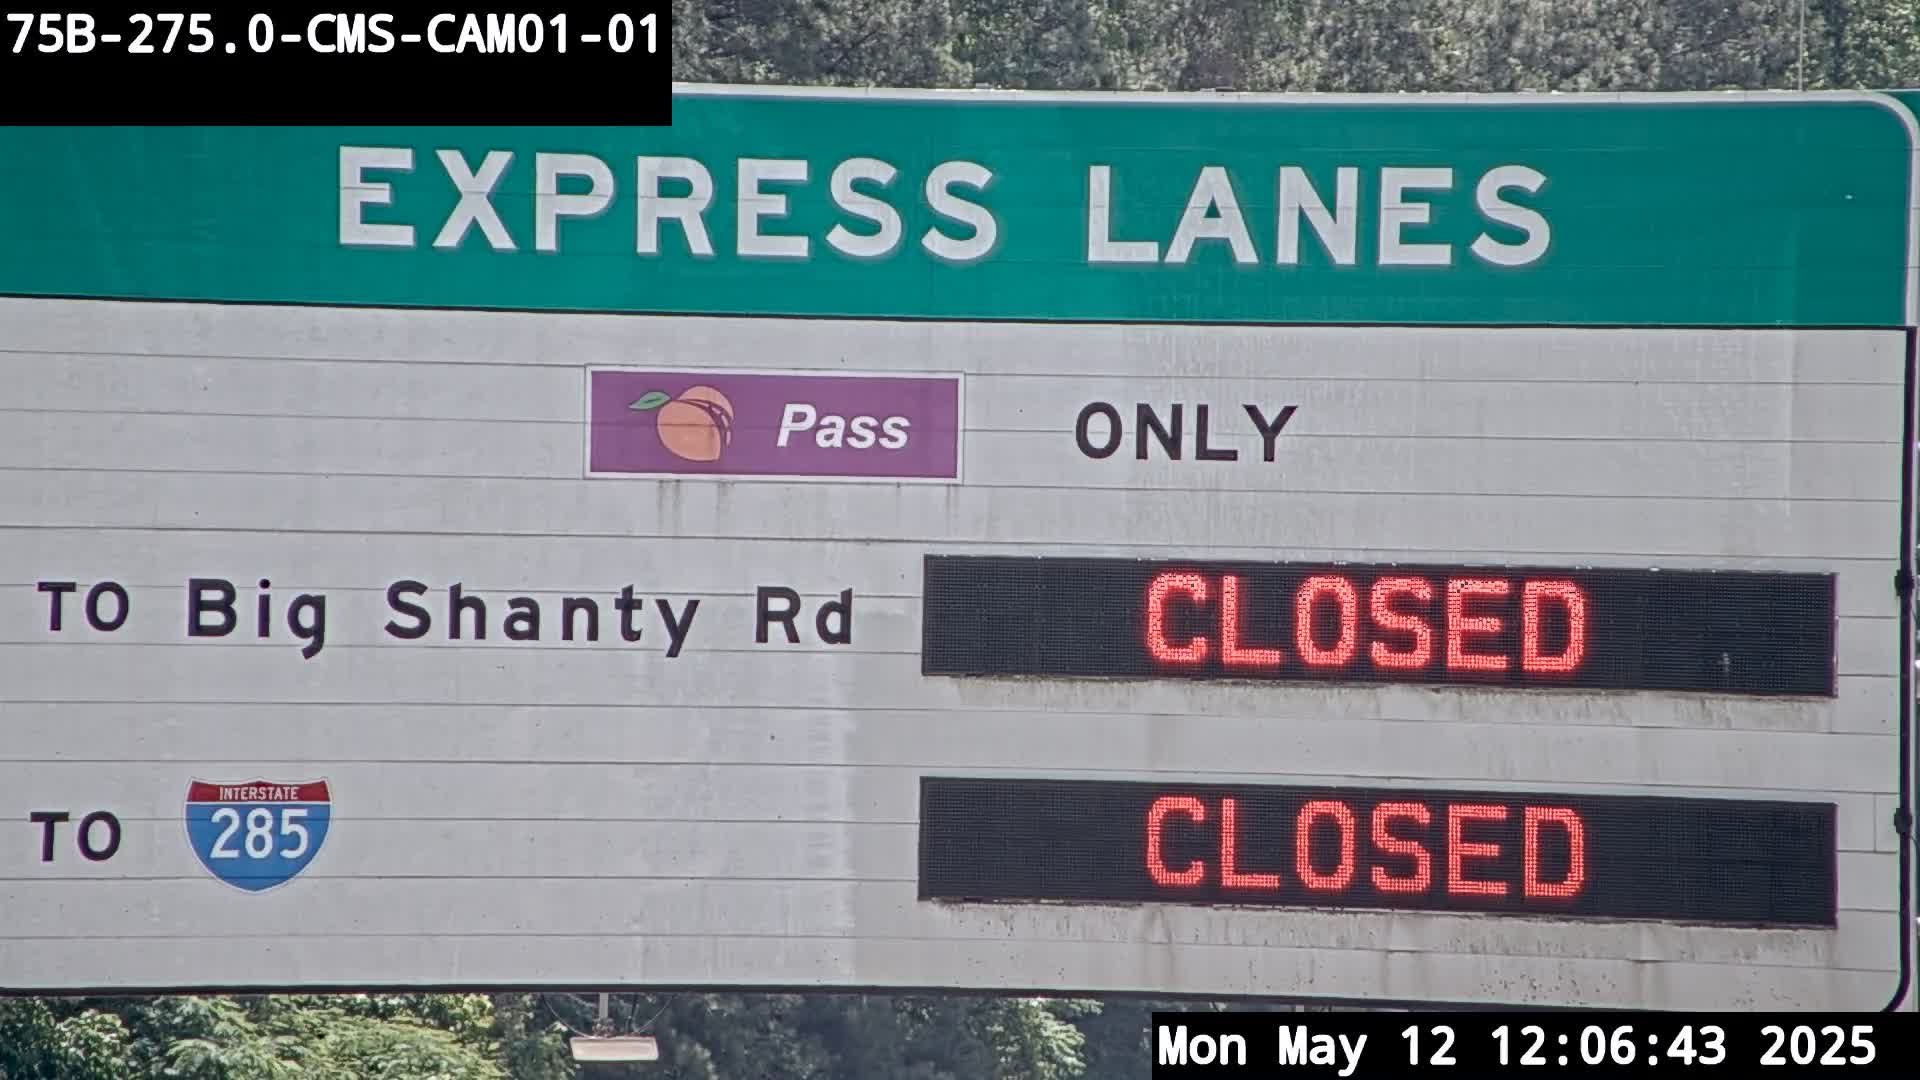 75B-275.0-CMS-CAM01-01
EXPRESS LANES
Pass ONLY
TO Big Shanty Rd CLOSED
INTERSTATE
TO 285 CLOSED
Mon May 12 12:06:43 2025